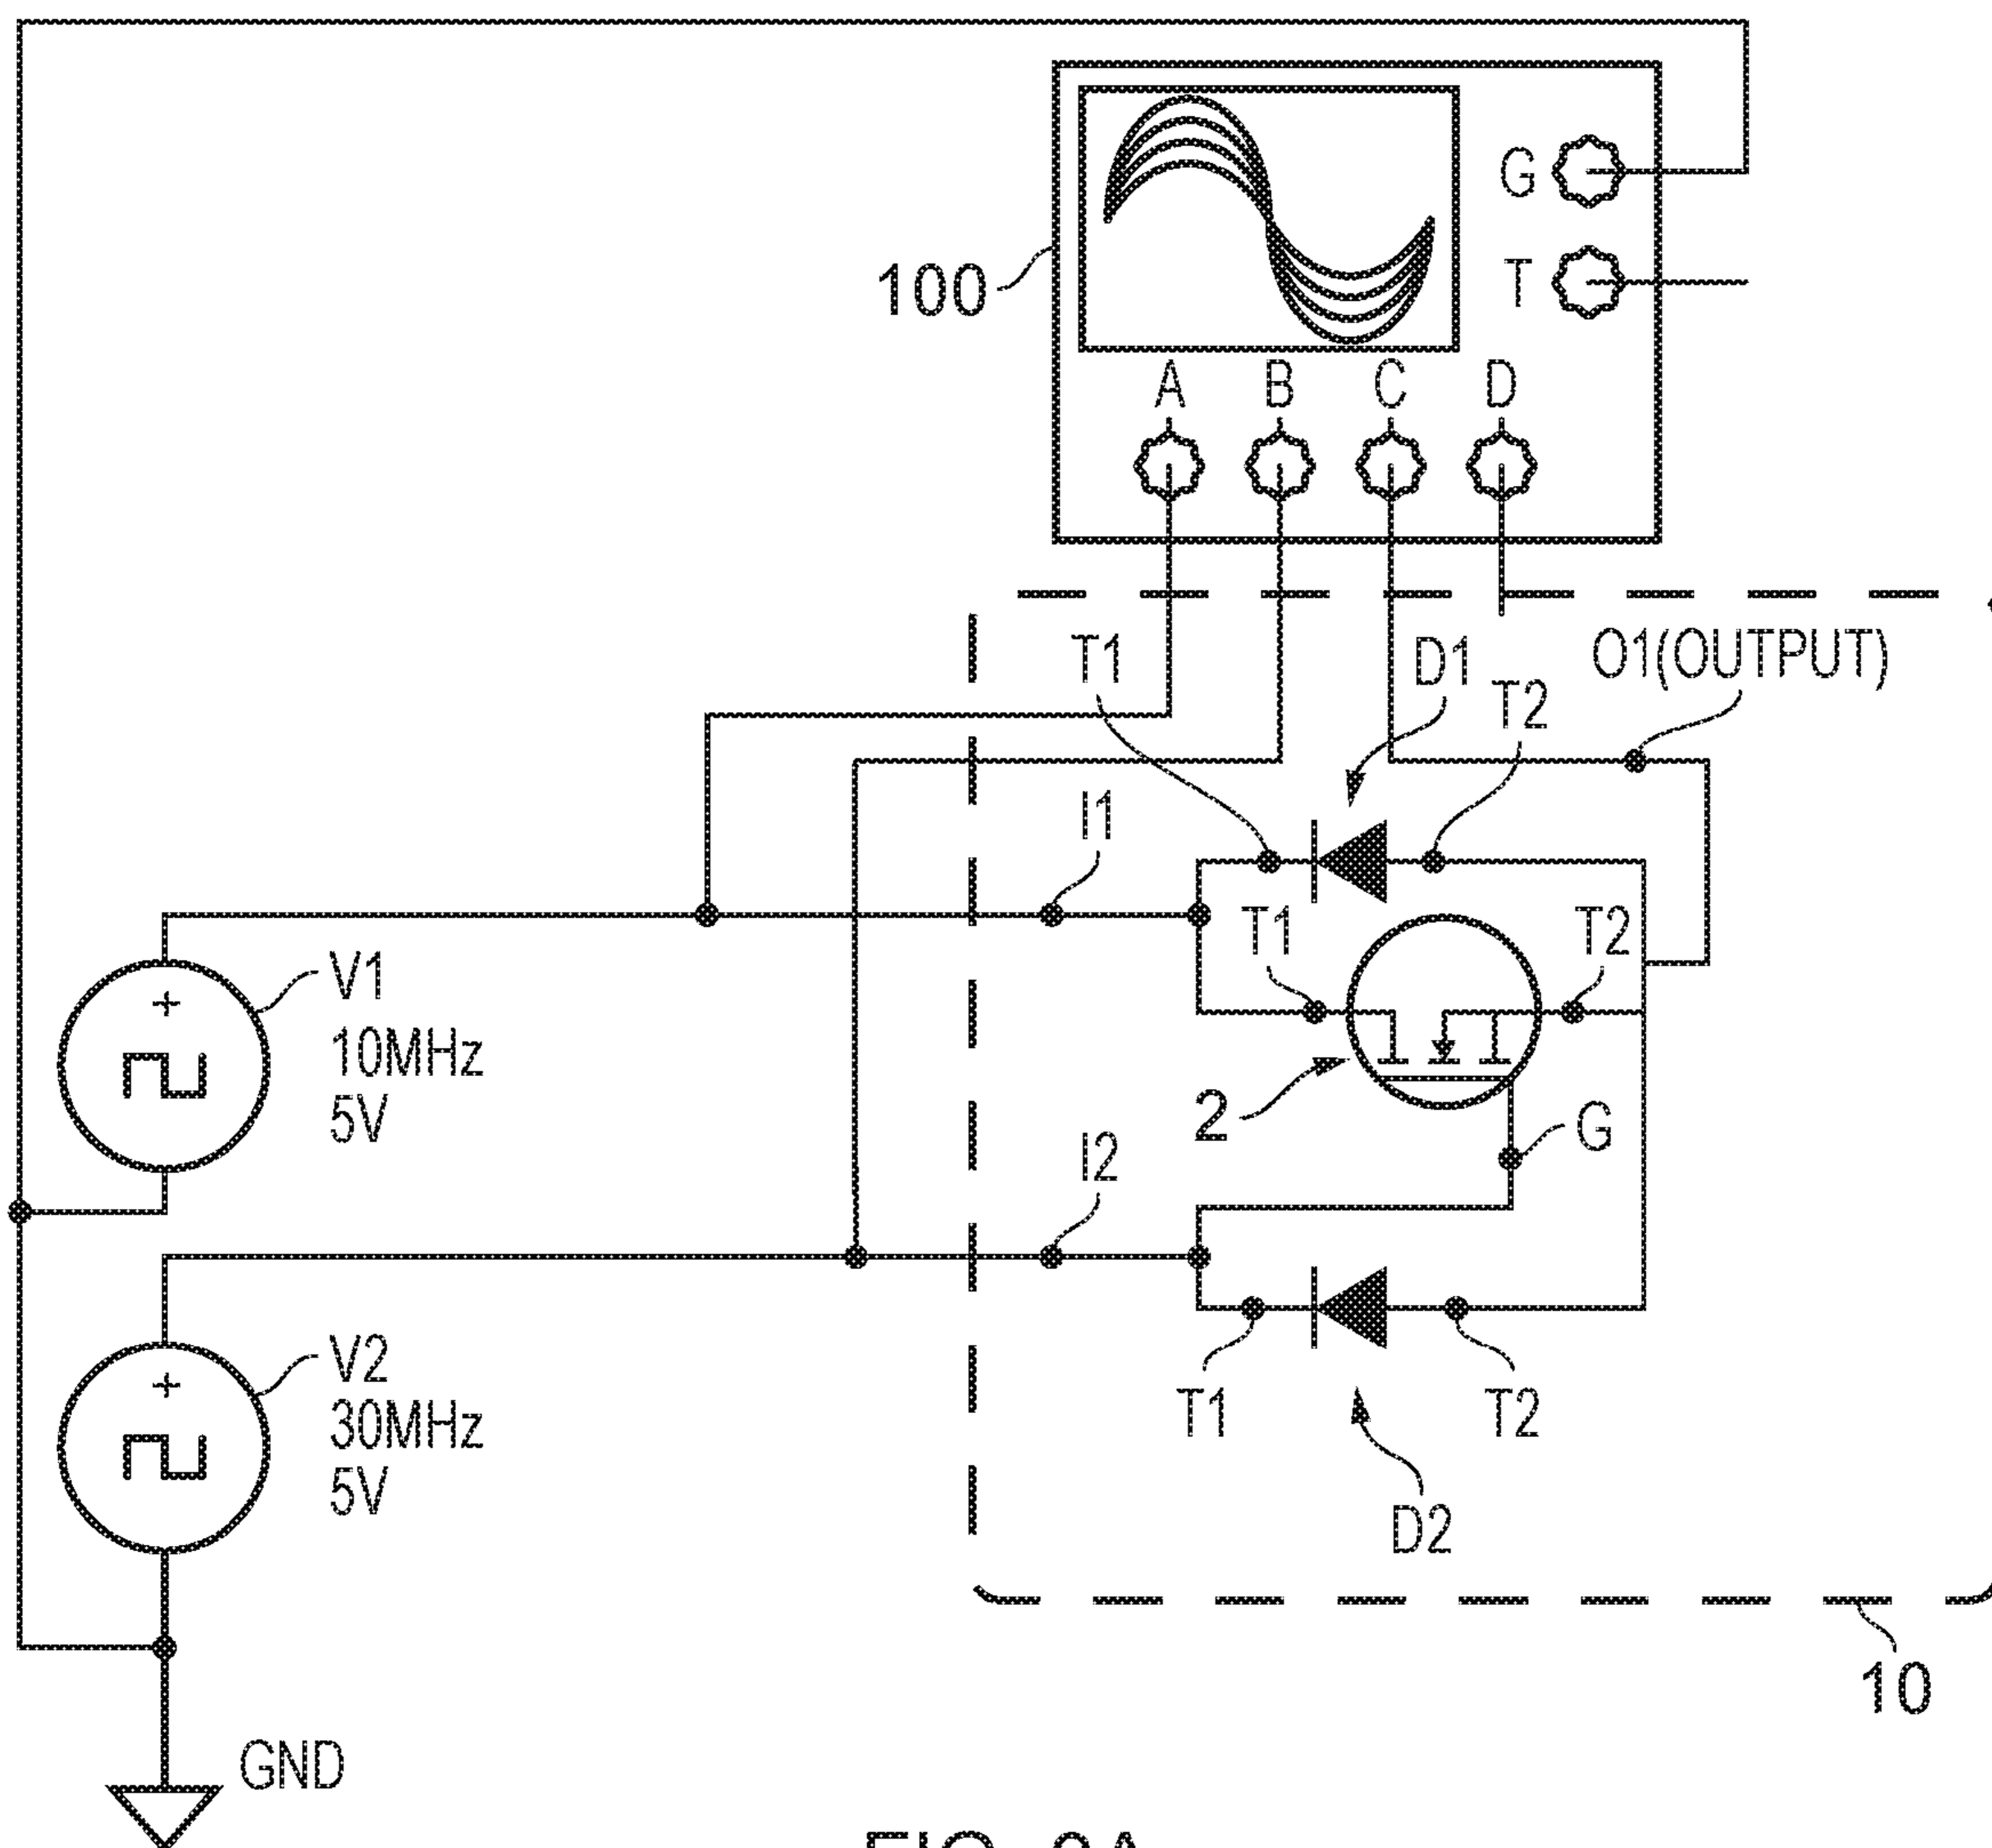 G
100
T
A B C D
T1 D1 O1(OUTPUT)
T2
I1
T1 T2
V1
10MHz
5V
2 G
I2
V2
30MHz
5V
T1 T2
D2
10
GND